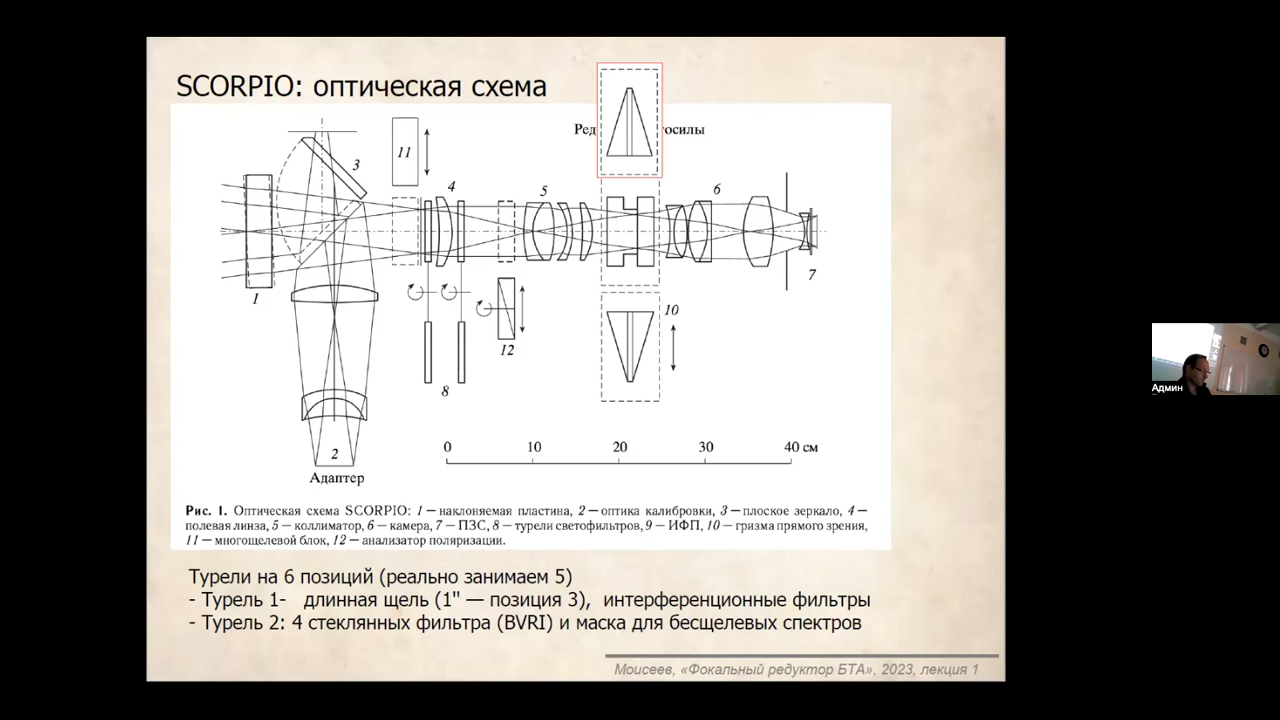 SCORPIO: оптическая схема
Ред
осилы
3
11
4
5
6
7
1
12
10
8
2
Адаптер
0 10 20 30 40 см
Рис. 1. Оптическая схема SCORPIO: 1 — наклоняемая пластина, 2 — оптика калибровки, 3 — плоское зеркало, 4 —
полевая линза, 5 — коллиматор, 6 — камера, 7 — ПЗС, 8 — турели светофильтров, 9 — ИФП, 10 — гризма прямого зрения,
11 — многощелевой блок, 12 — анализатор поляризации.
Турели на 6 позиций (реально занимаем 5)
- Турель 1- длинная щель (1" — позиция 3), интерференционные фильтры
- Турель 2: 4 стеклянных фильтра (BVRI) и маска для бесщелевых спектров
Моисеев, «Фокальный редуктор БТА», 2023, лекция 1
Админ